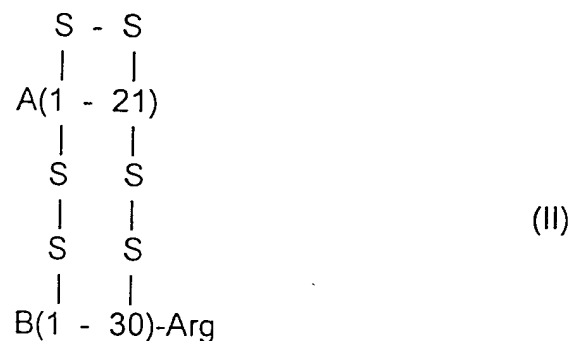 S - S
| |
A(1 - 21)
| |
S S
| | (II)
S S
| |
B(1 - 30)-Arg